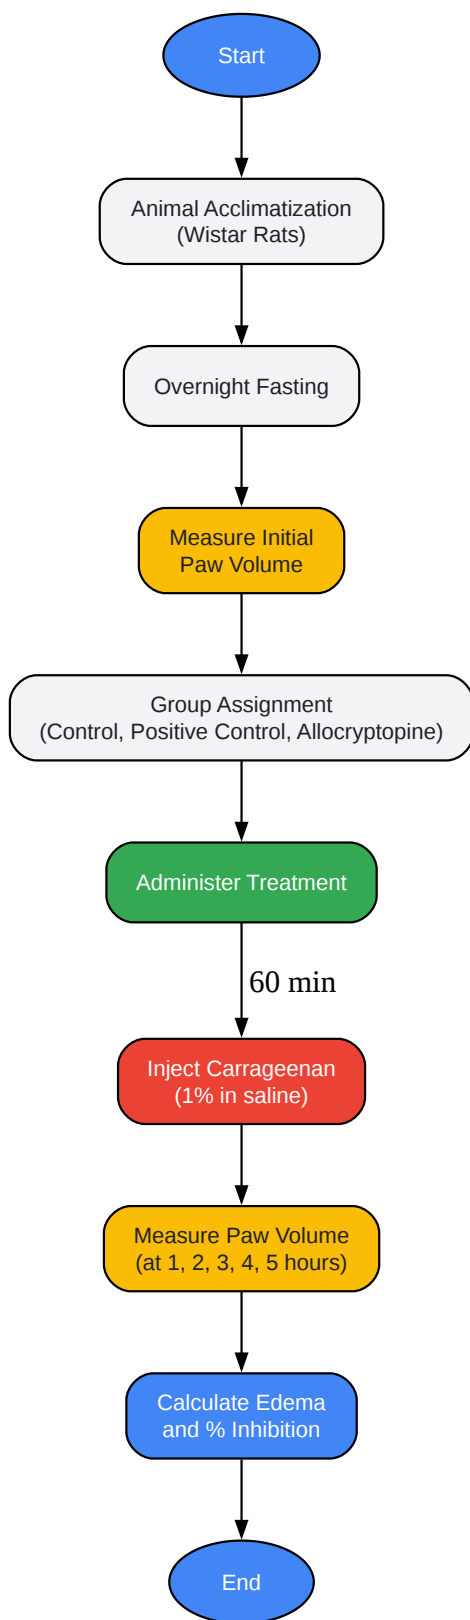 Start
Animal Acclimatization
(Wistar Rats)
Overnight Fasting
Measure Initial
Paw Volume
Group Assignment
(Control, Positive Control, Allocryptopine)
Administer Treatment
60 min
Inject Carrageenan
(1% in saline)
Measure Paw Volume
(at 1, 2, 3, 4, 5 hours)
Calculate Edema
and % Inhibition
End